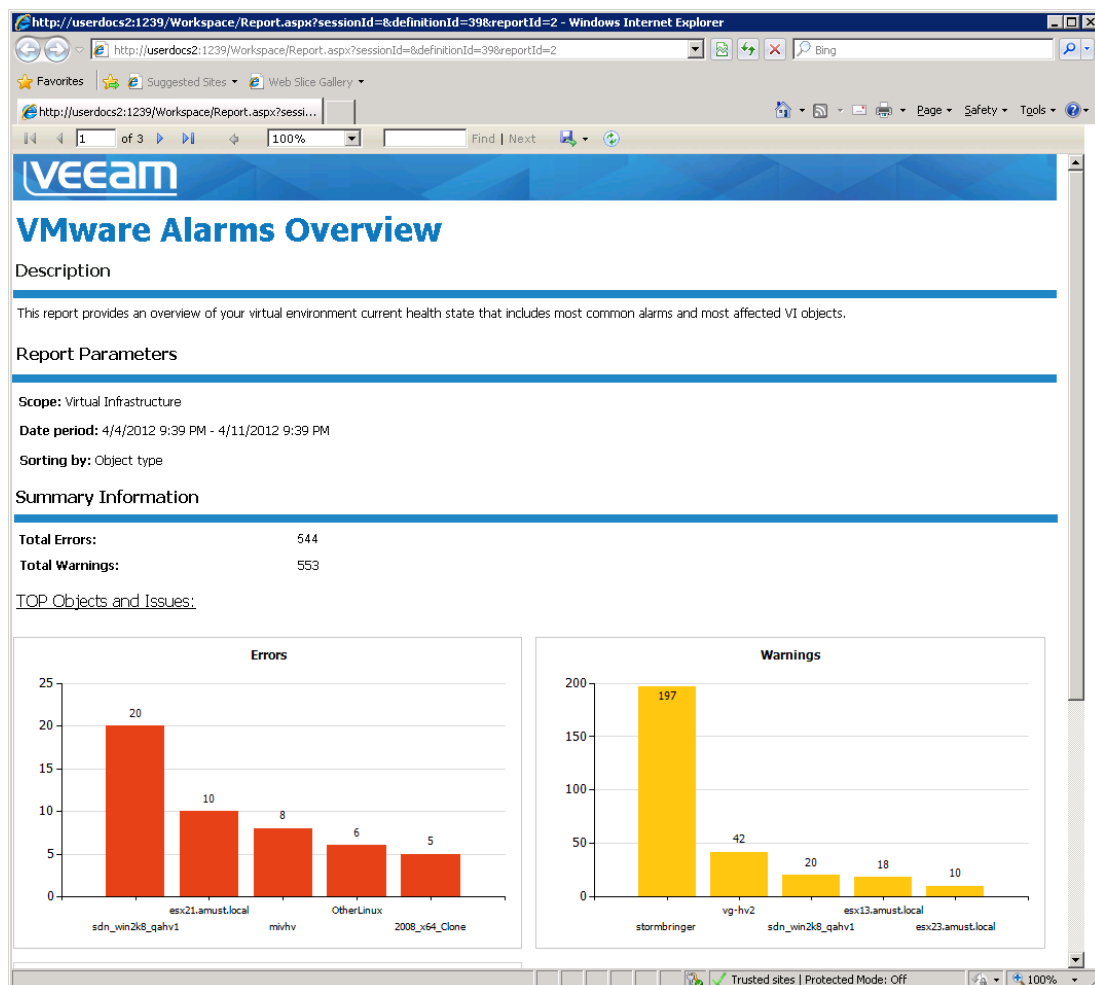 http://userdocs2:1239/Workspace/Report.aspx?sessionId=&definitionId=39&reportId=2 - Windows Internet Explorer
http://userdocs2:1239/Workspace/Report.aspx?sessionId=&definitionId=39&reportId=2
Bing
Favorites Suggested Sites Web Slice Gallery
http://userdocs2:1239/Workspace/Report.aspx?sessi...
Page Safety Tools
1 of 3 100% Find | Next
veeam
VMware Alarms Overview
Description
This report provides an overview of your virtual environment current health state that includes most common alarms and most affected VI objects.
Report Parameters
Scope: Virtual Infrastructure
Date period: 4/4/2012 9:39 PM - 4/11/2012 9:39 PM
Sorting by: Object type
Summary Information
Total Errors: 544
Total Warnings: 553
TOP Objects and Issues:
Errors
25
20
15
10
5
0
20
10
8
6
5
esx21.amust.local OtherLinux
sdn_win2k8_qahv1 mivhv 2008_x64_Clone
Warnings
200
150
100
50
0
197
42
20
18
10
vg-hv2 esx13.amust.local
stormbringer sdn_win2k8_qahv1 esx23.amust.local
Trusted sites | Protected Mode: Off 100%